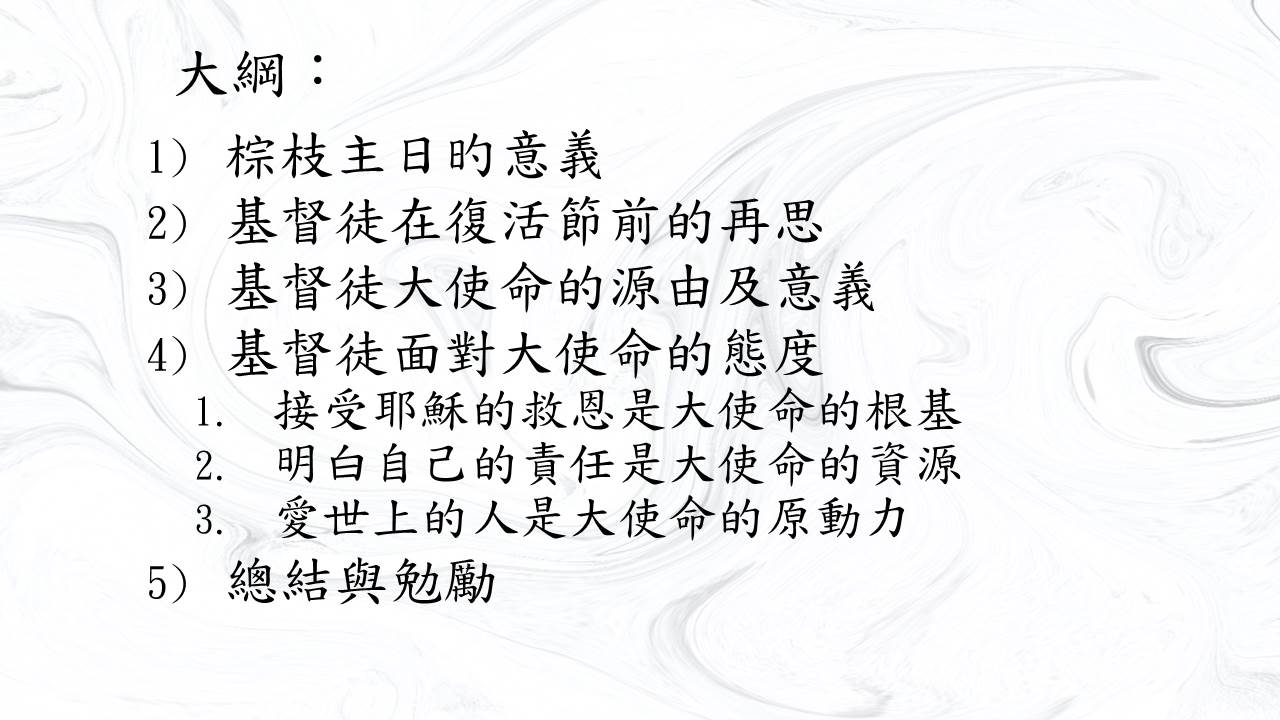 大綱：
1) 棕枝主日旳意義
2) 基督徒在復活節前的再思
3) 基督徒大使命的源由及意義
4) 基督徒面對大使命的態度
1. 接受耶穌的救恩是大使命的根基
2. 明白自己的責任是大使命的資源
3. 愛世上的人是大使命的原動力
5) 總結與勉勵